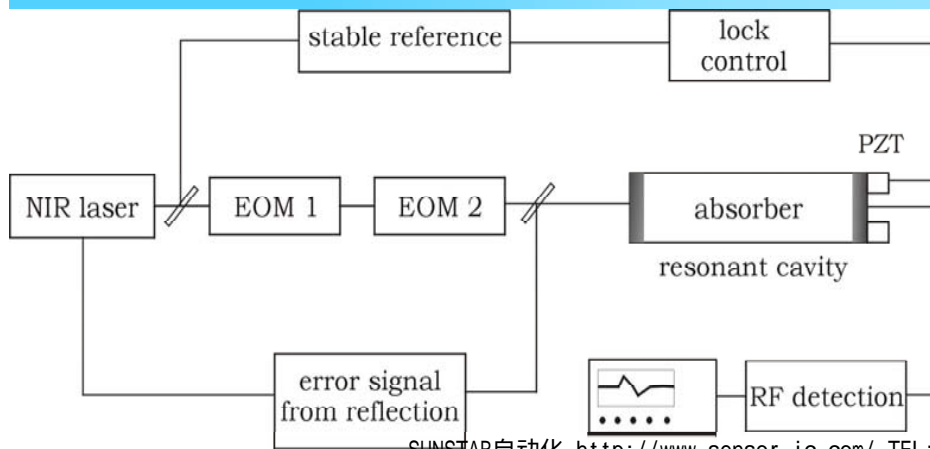 stable reference
lock
control
PZT
NIR laser
EOM 1
EOM 2
absorber
resonant cavity
error signal
from reflection
RF detection